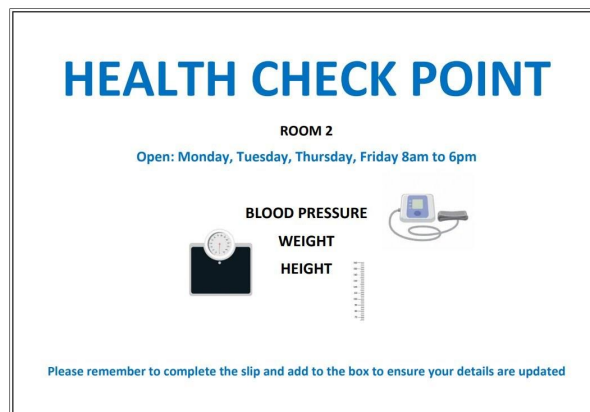 HEALTH CHECK POINT
ROOM 2
Open: Monday, Tuesday, Thursday, Friday 8am to 6pm
BLOOD PRESSURE
WEIGHT
HEIGHT
Please remember to complete the slip and add to the box to ensure your details are updated